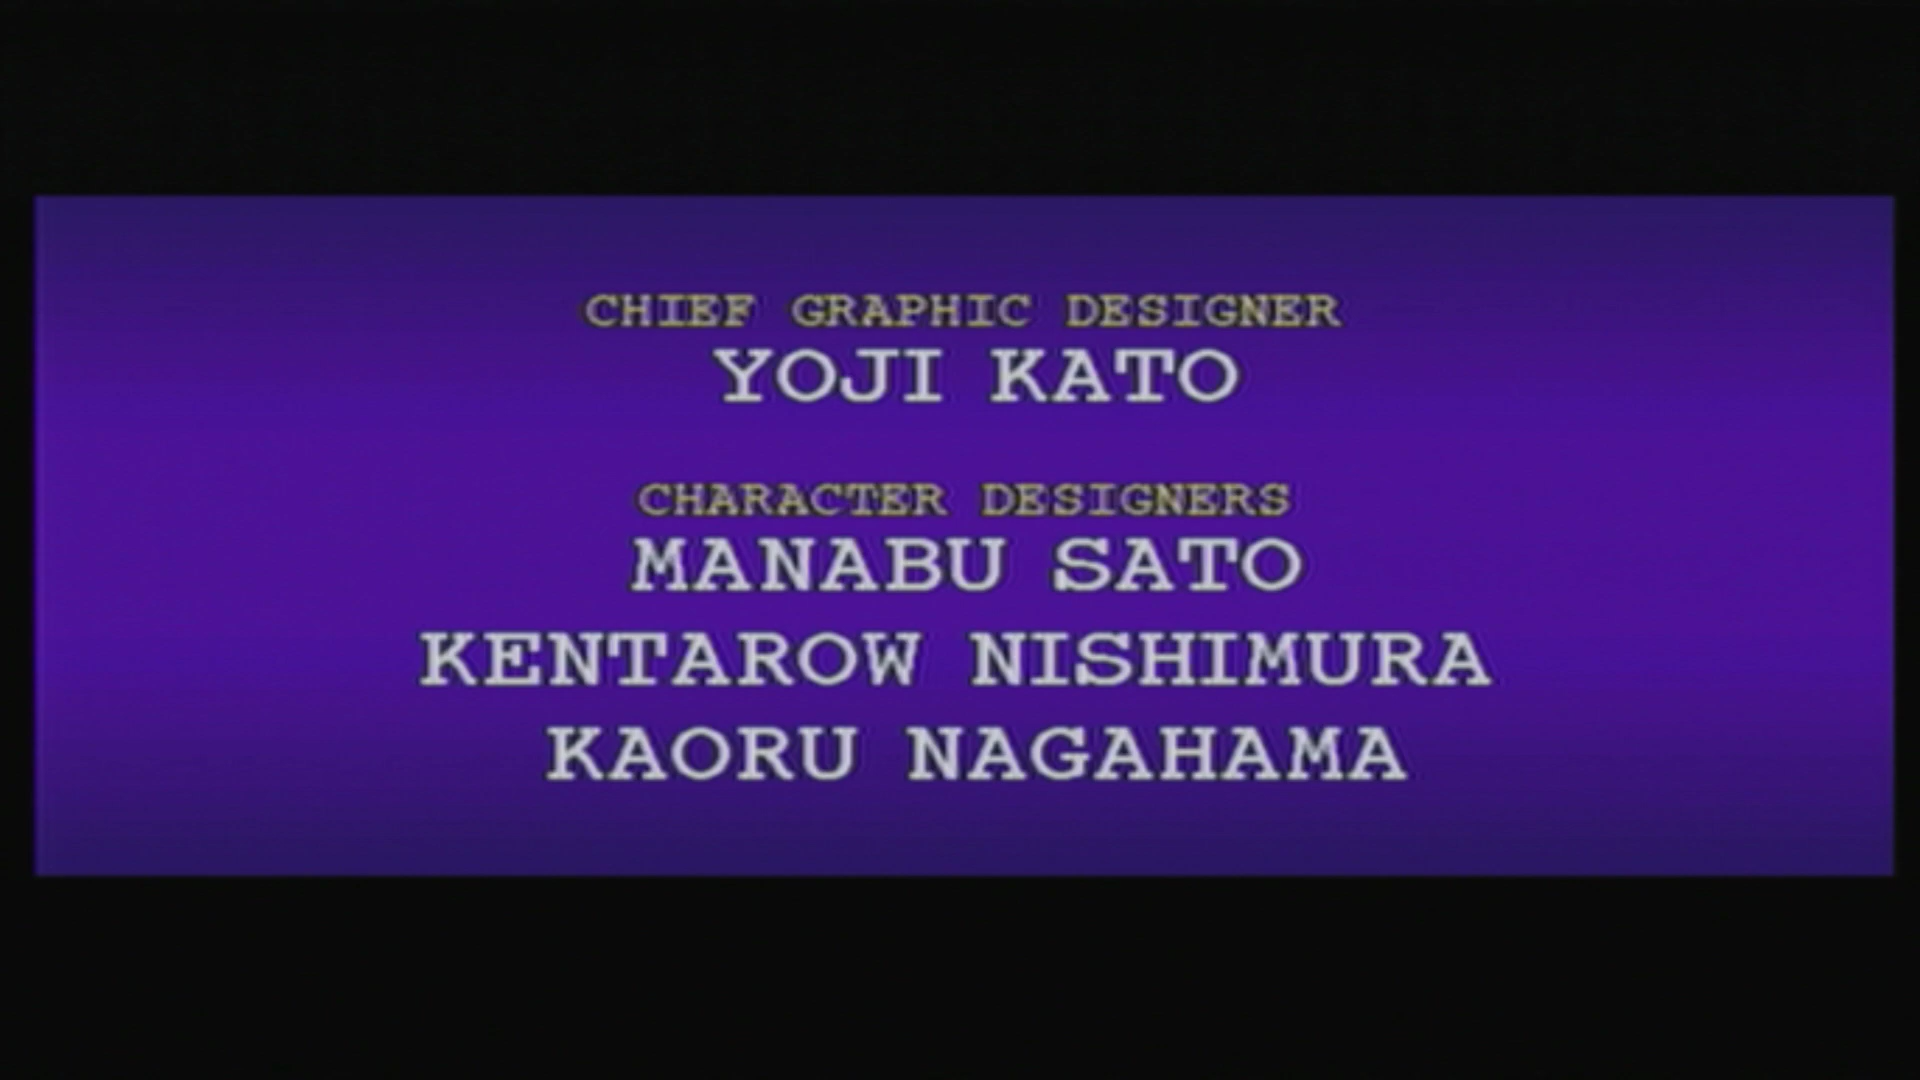 CHIEF GRAPHIC DESIGNER
YOJI KATO
CHARACTER DESIGNERS
MANABU SATO
KENTAROW NISHIMURA
KAORU NAGAHAMA